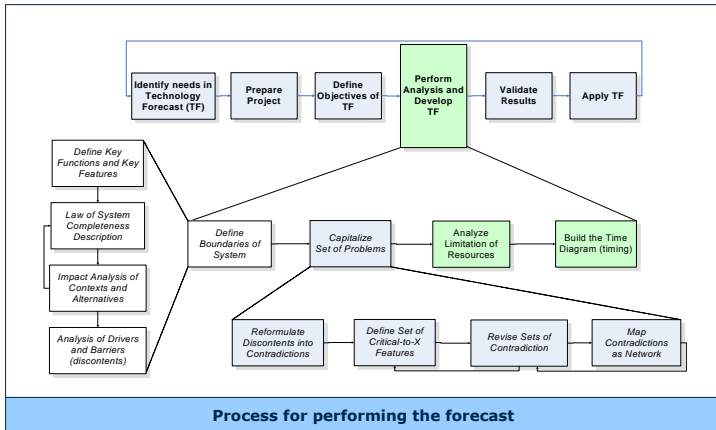 Identify needs in
Technology
Forecast (TF)
Prepare
Project
Define
Objectives of
TF
Perform
Analysis and
Develop
TF
Validate
Results
Apply TF
Define Key
Functions and Key
Features
Law of System
Completeness
Description
Impact Analysis of
Contexts and
Alternatives
Analysis of Drivers
and Barriers
(discontents)
Define
Boundaries of
System
Capitalize
Set of Problems
Analyze
Limitation of
Resources
Build the Time
Diagram (timing)
Reformulate
Discontents into
Contradictions
Define Set of
Critical-to-X
Features
Revise Sets of
Contradiction
Map
Contradictions
as Network
Process for performing the forecast